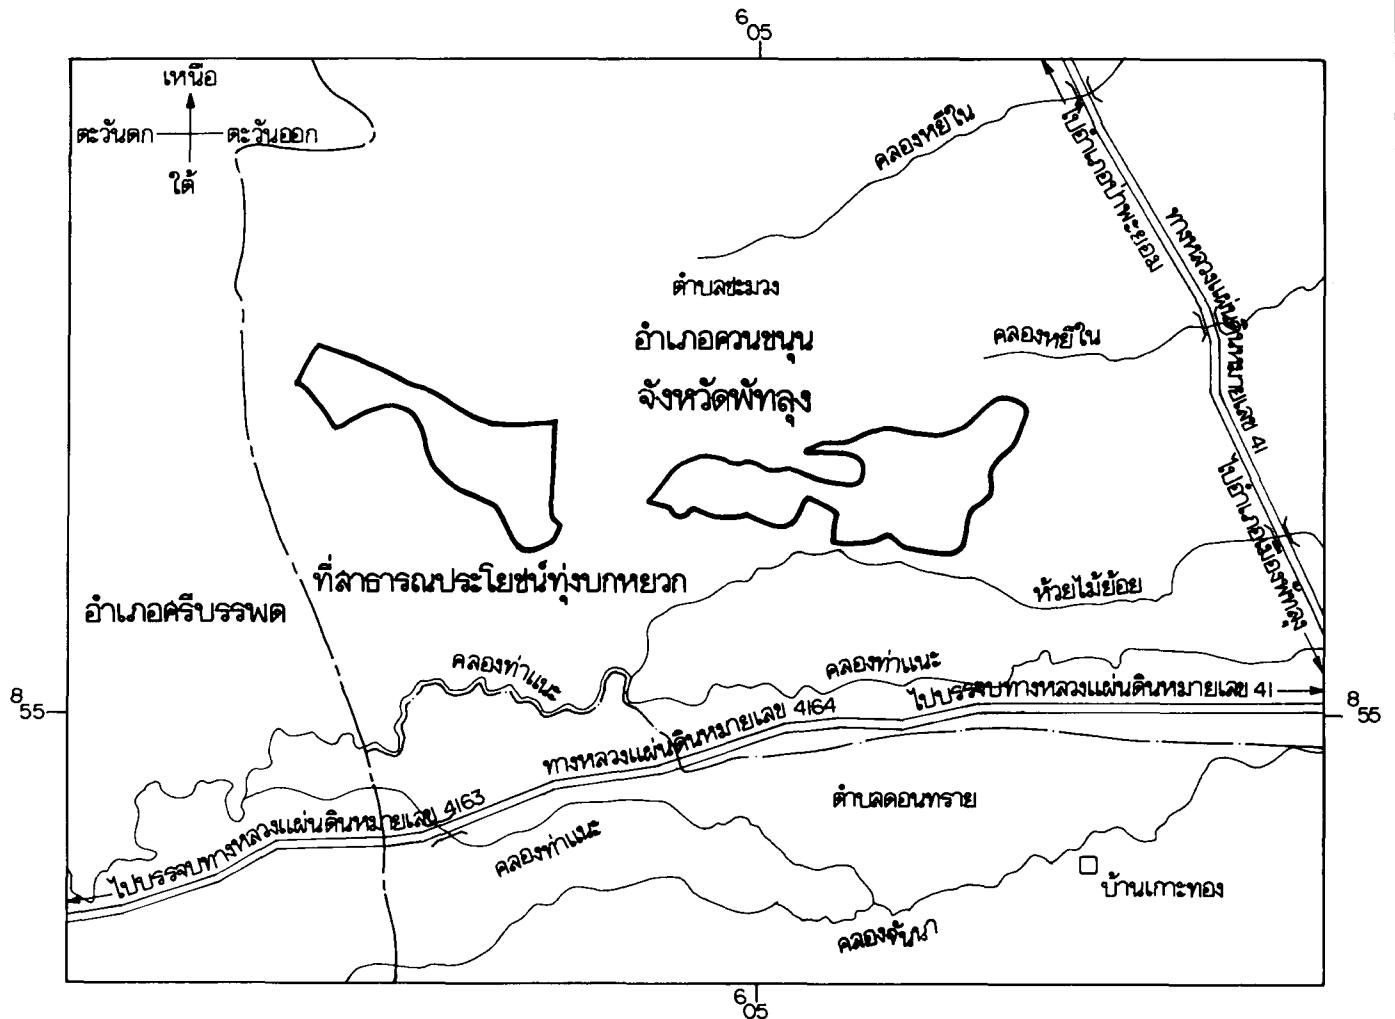 6
05
เหนือ
ตะวันตก
ตะวันออก
ใต้
คลองหยีใน
ไปอำเภอป่าพะยอม
ทางหลวงแผ่นดินหมายเลข 41
ตำบลชะมวง
อำเภอควนขนุน
จังหวัดพัทลุง
คลองหยีใน
ไปอำเภอเมืองพัทลุง
ที่สาธารณประโยชน์ทุ่งบกหยวก
ห้วยไม้ย้อย
อำเภอศรีบรรพต
คลองท่าแนะ
คลองท่าแนะ
ไปบรรจบทางหลวงแผ่นดินหมายเลข 41
8
55
8
55
ทางหลวงแผ่นดินหมายเลข 4164
ตำบลดอนทราย
ไปบรรจบทางหลวงแผ่นดินหมายเลข 4163
คลองท่าแนะ
บ้านเกาะทอง
คลองจันนา
6
05